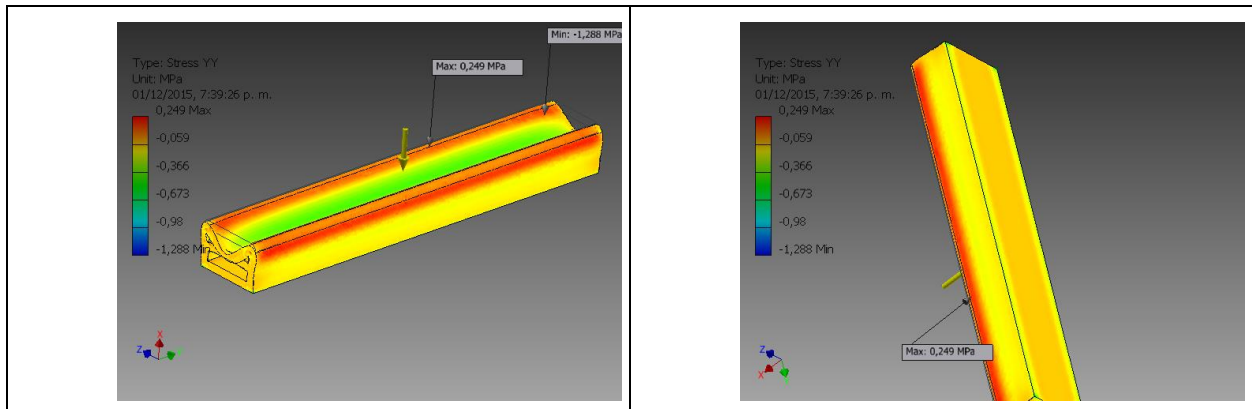 Min: -1,288 MPa
Max: 0,249 MPa
Type: Stress YY
Unit: MPa
01/12/2015, 7:39:26 p. m.
0,249 Max
-0,059
-0,366
-0,673
-0,98
-1,288 Min
X
Z
Type: Stress YY
Unit: MPa
01/12/2015, 7:39:26 p. m.
0,249 Max
-0,059
-0,366
-0,673
-0,98
-1,288 Min
Max: 0,249 MPa
Z
X